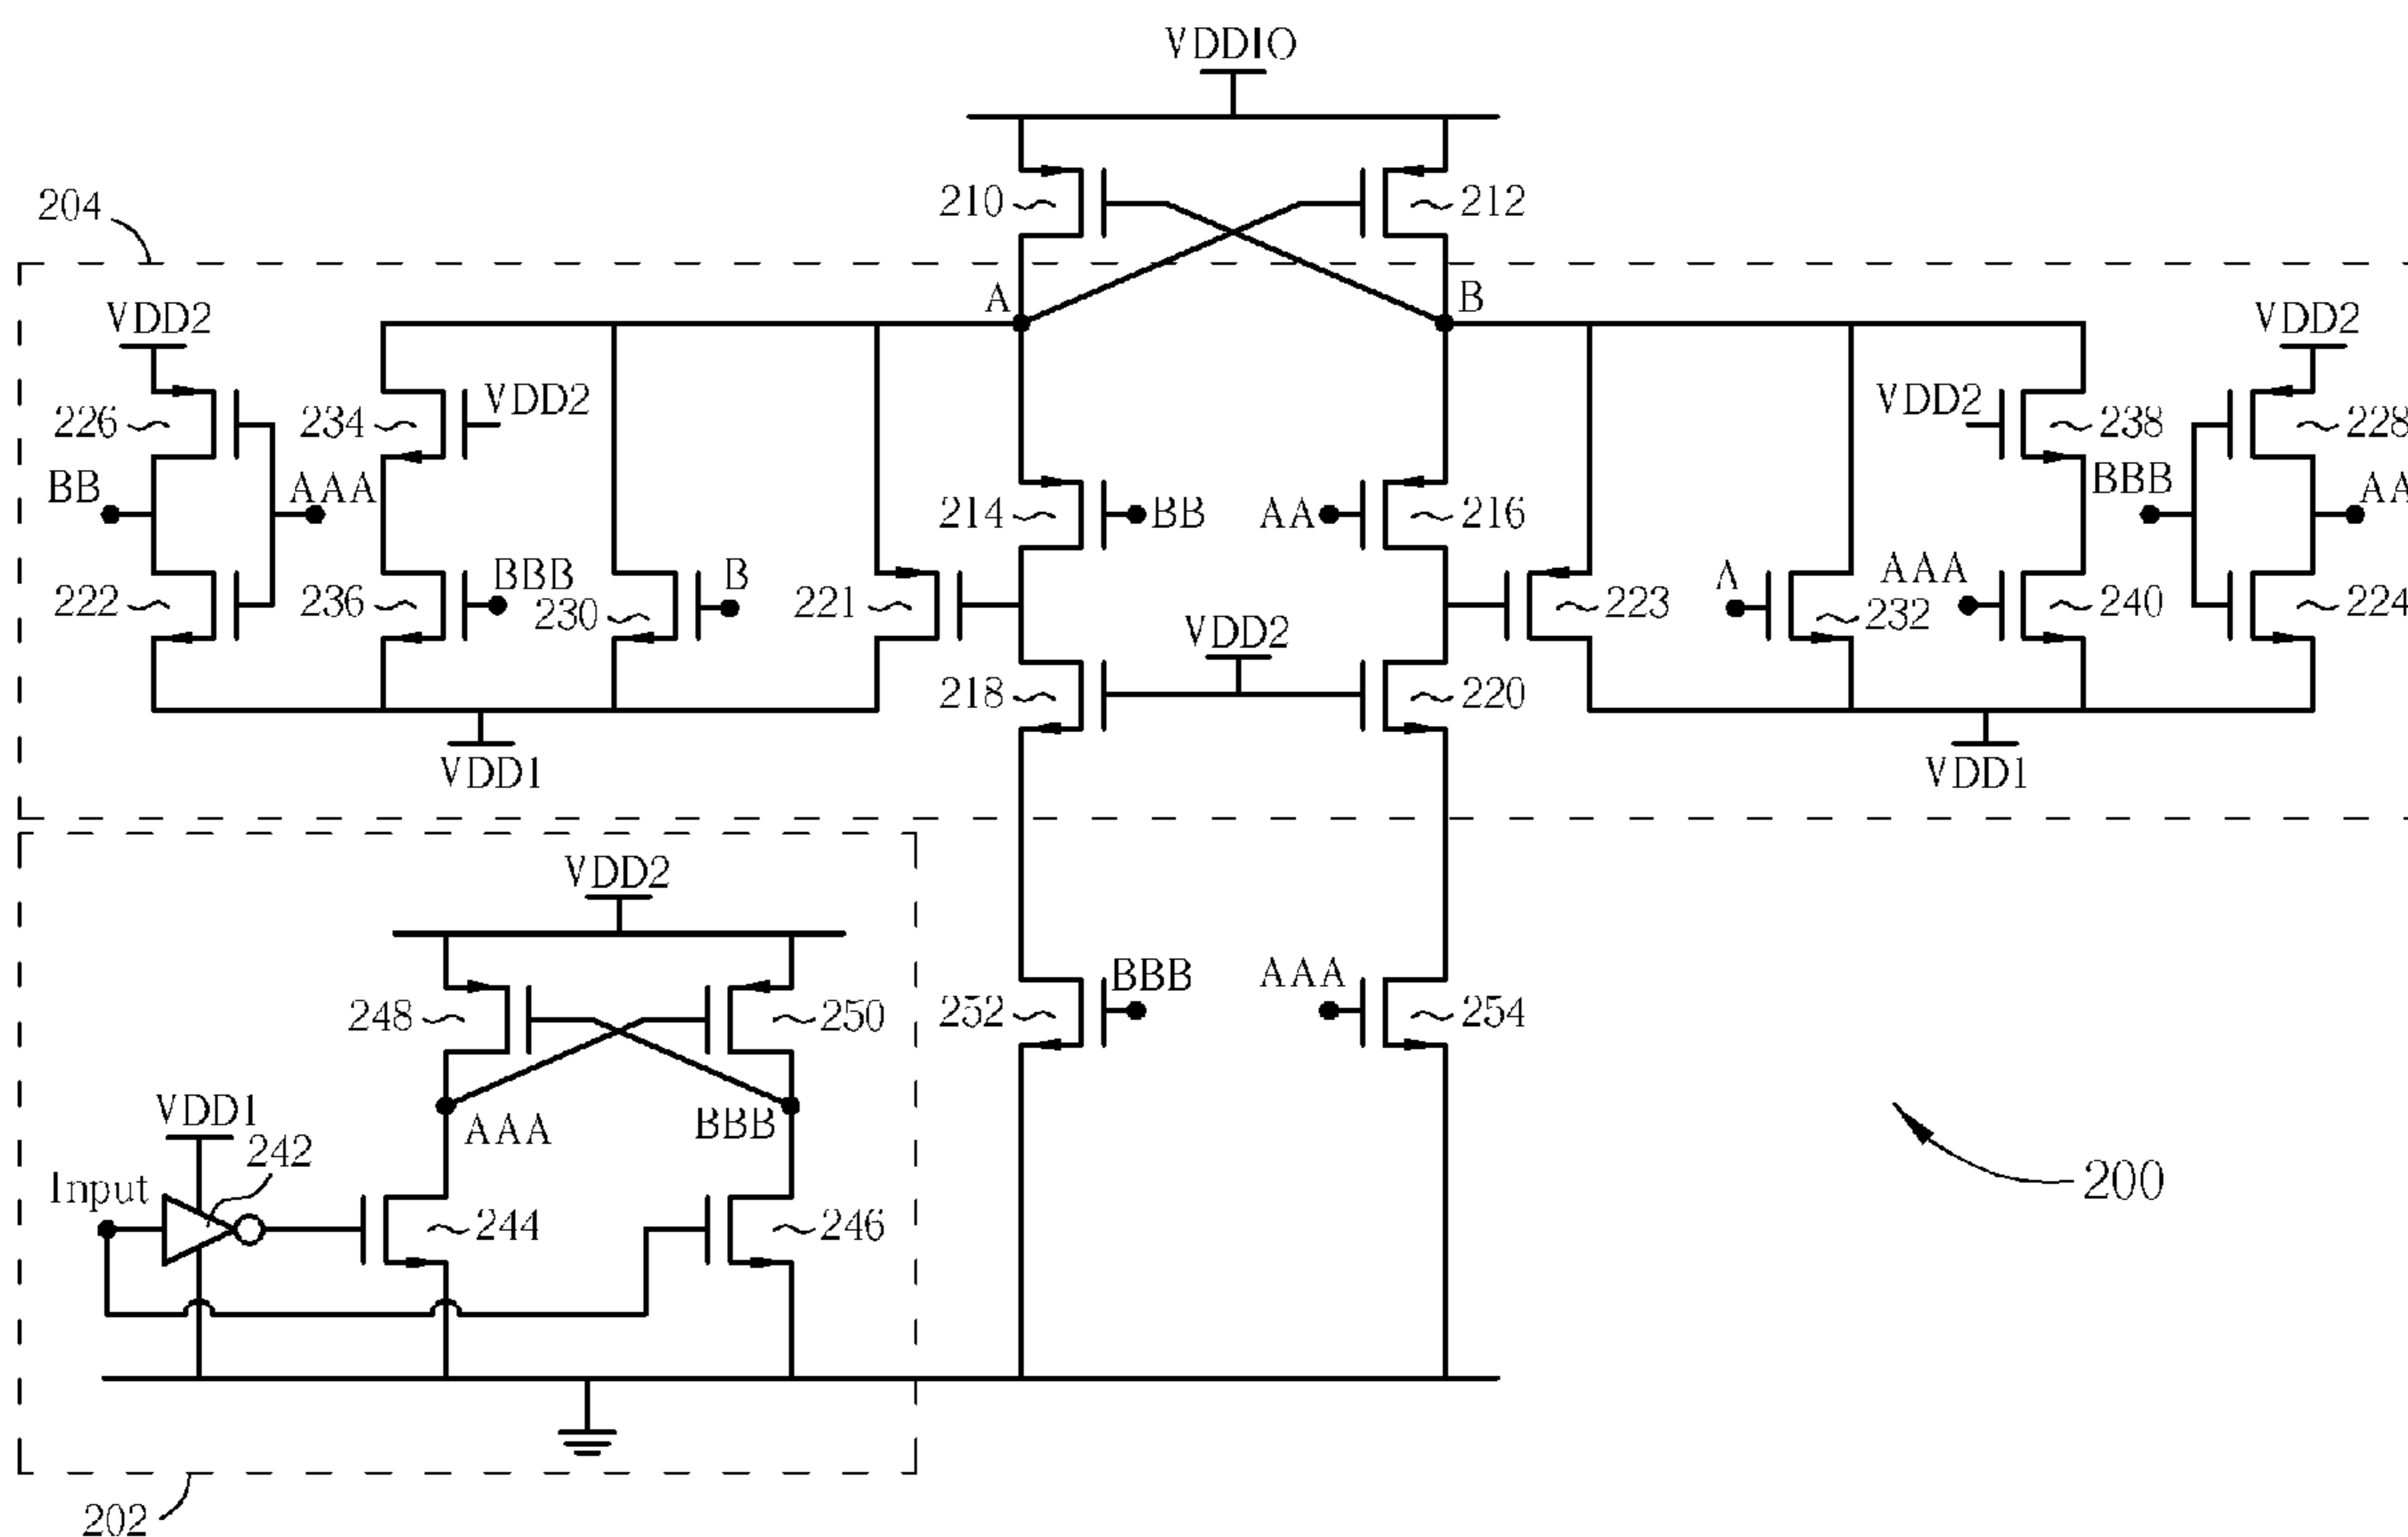 VDDIO
210
212
204
A
B
VDD2
VDD2
226
234
VDD2
VDD2
238
228
BB
AAA
214
BB
AA
216
BBB
AA
222
236
BBB
230
B
221
223
A
232
AAA
240
224
VDD2
218
220
VDD1
VDD1
VDD2
248
250
252
BBB
AAA
254
VDD1
AAA
BBB
242
Input
244
246
200
202